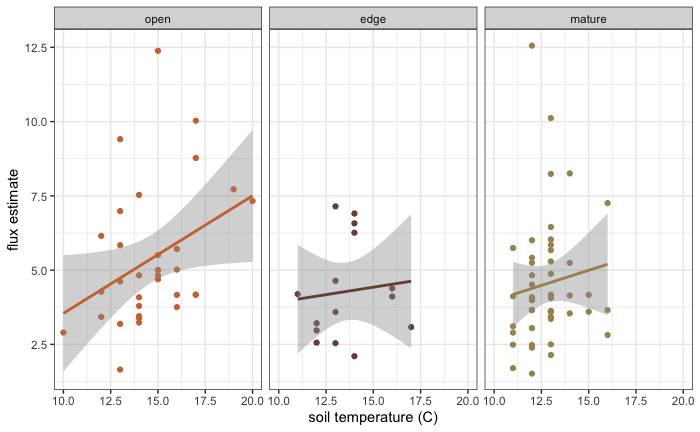 open edge mature
flux estimate
12.5
10.0
7.5
5.0
2.5
10.0 12.5 15.0 17.5 20.0 10.0 12.5 15.0 17.5 20.0 10.0 12.5 15.0 17.5 20.0
soil temperature (C)